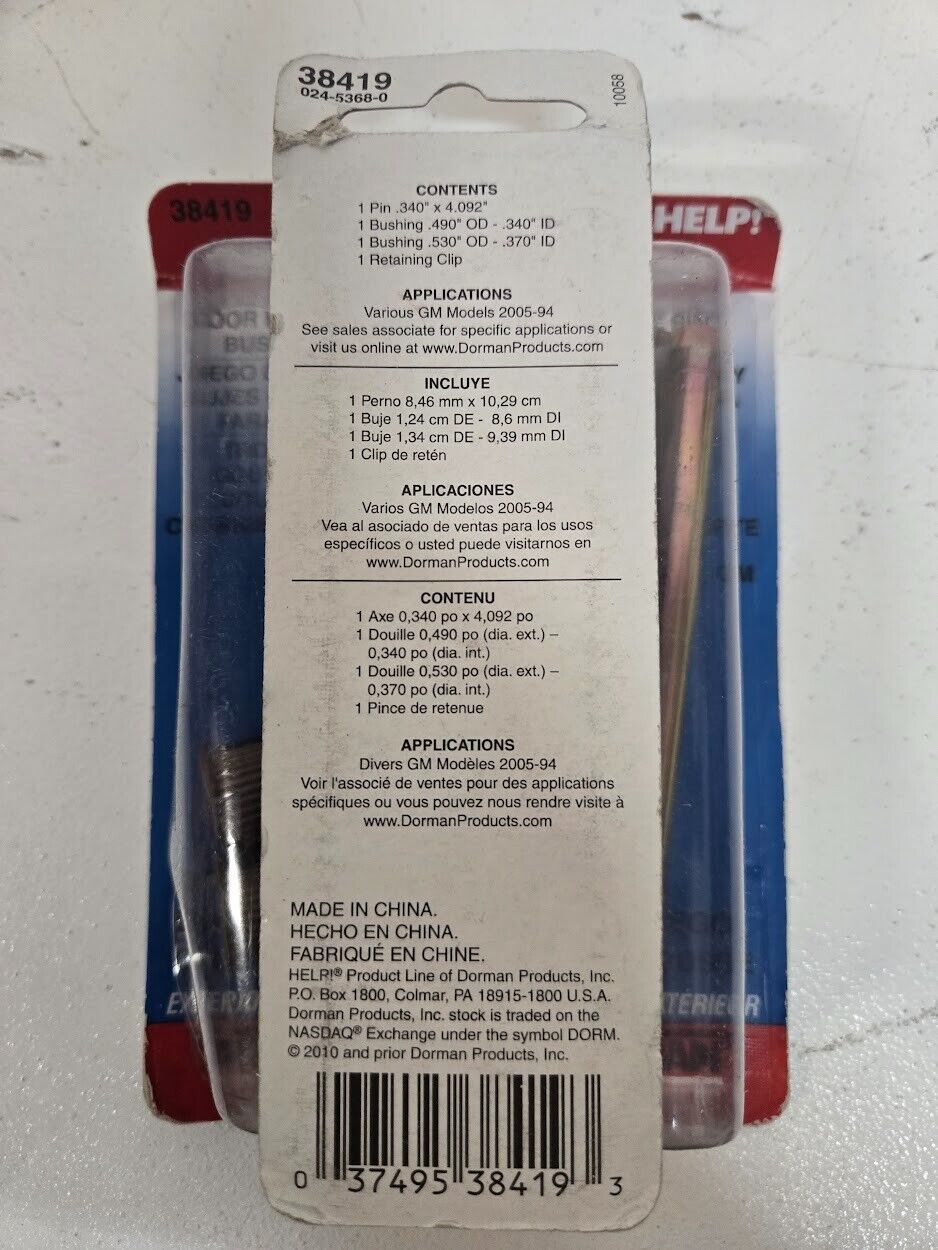 38419
024-5368-0
10058
CONTENTS
1 Pin .340" x 4.092"
1 Bushing .490" OD - .340" ID
1 Bushing .530" OD - .370" ID
1 Retaining Clip
APPLICATIONS
Various GM Models 2005-94
See sales associate for specific applications or
visit us online at www.DormanProducts.com
INCLUYE
1 Perno 8,46 mm x 10,29 cm
1 Buje 1,24 cm DE - 8,6 mm DI
1 Buje 1,34 cm DE - 9,39 mm DI
1 Clip de retén
APLICACIONES
Varios GM Modelos 2005-94
Vea al asociado de ventas para los usos
específicos o usted puede visitarnos en
www.DormanProducts.com
CONTENU
1 Axe 0,340 po x 4,092 po
1 Douille 0,490 po (dia. ext.) –
0,340 po (dia. int.)
1 Douille 0,530 po (dia. ext.) –
0,370 po (dia. int.)
1 Pince de retenue
APPLICATIONS
Divers GM Modèles 2005-94
Voir l'associé de ventes pour des applications
spécifiques ou vous pouvez nous rendre visite à
www.DormanProducts.com
MADE IN CHINA.
HECHO EN CHINA.
FABRIQUÉ EN CHINE.
HELP!® Product Line of Dorman Products, Inc.
P.O. Box 1800, Colmar, PA 18915-1800 U.S.A.
Dorman Products, Inc. stock is traded on the
NASDAQ® Exchange under the symbol DORM.
© 2010 and prior Dorman Products, Inc.
0 37495 38419 3
38419
HELP!